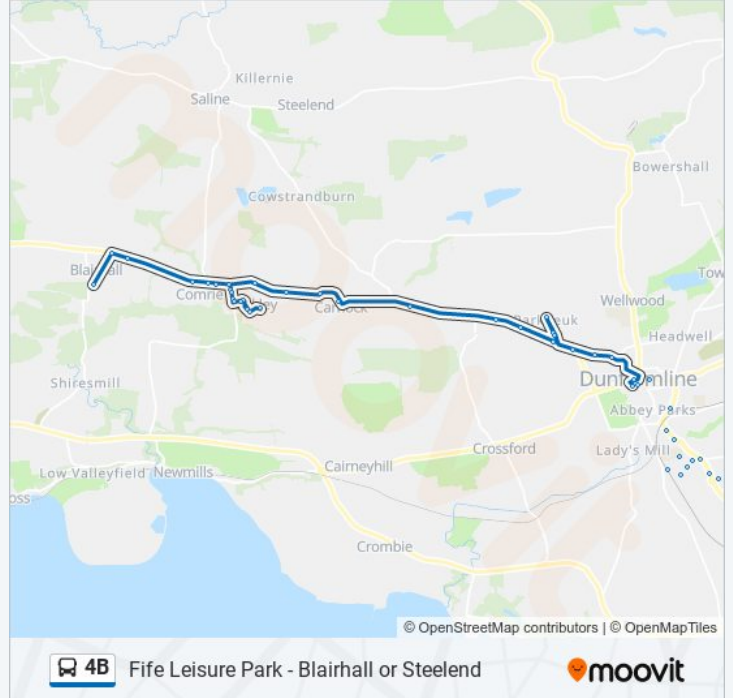 Killernie
Saline
Steelend
Bowershall
Cowstrandburn
Blairhall
Wellwood
Comrie
Carnock
Headwell
Dunfermline
Shiresmill
Abbey Parks
Crossford
Lady's Mill
Cairneyhill
Low Valleyfield
Newmills
Crombie
© OpenStreetMap contributors | © OpenMapTiles
4B
Fife Leisure Park - Blairhall or Steelend
moovit